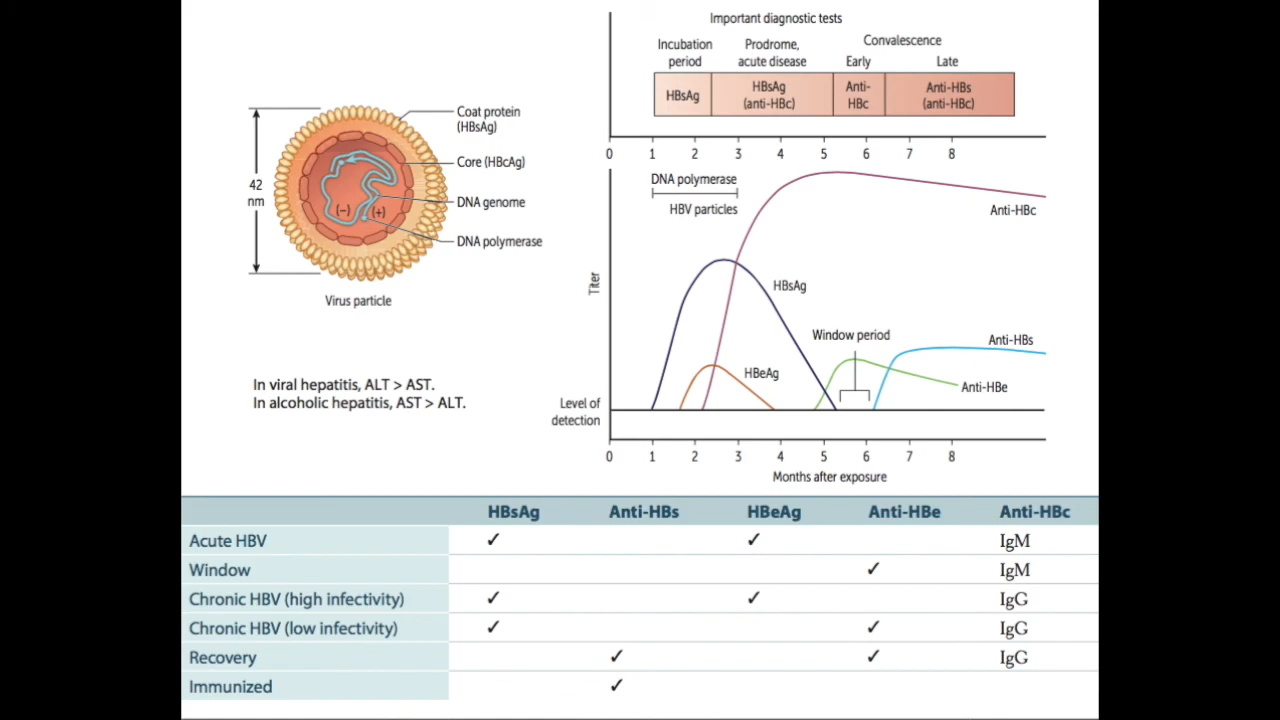 Important diagnostic tests
Incubation period
Prodrome, acute disease
Convalescence
Early
Late
HBsAg
HBsAg (anti-HBc)
Anti-HBc
Anti-HBs (anti-HBc)
0 1 2 3 4 5 6 7 8
Coat protein
(HBsAg)
Core (HBcAg)
42
nm
DNA genome
(−) (+)
DNA polymerase
Virus particle
In viral hepatitis, ALT > AST.
In alcoholic hepatitis, AST > ALT.
DNA polymerase
HBV particles
Anti-HBc
Titer
HBsAg
Window period
Anti-HBs
HBeAg
Anti-HBe
Level of
detection
0 1 2 3 4 5 6 7 8
Months after exposure
HBsAg Anti-HBs HBeAg Anti-HBe Anti-HBc
Acute HBV ✓ ✓ IgM
Window ✓ IgM
Chronic HBV (high infectivity) ✓ ✓ IgG
Chronic HBV (low infectivity) ✓ ✓ IgG
Recovery ✓ ✓ IgG
Immunized ✓